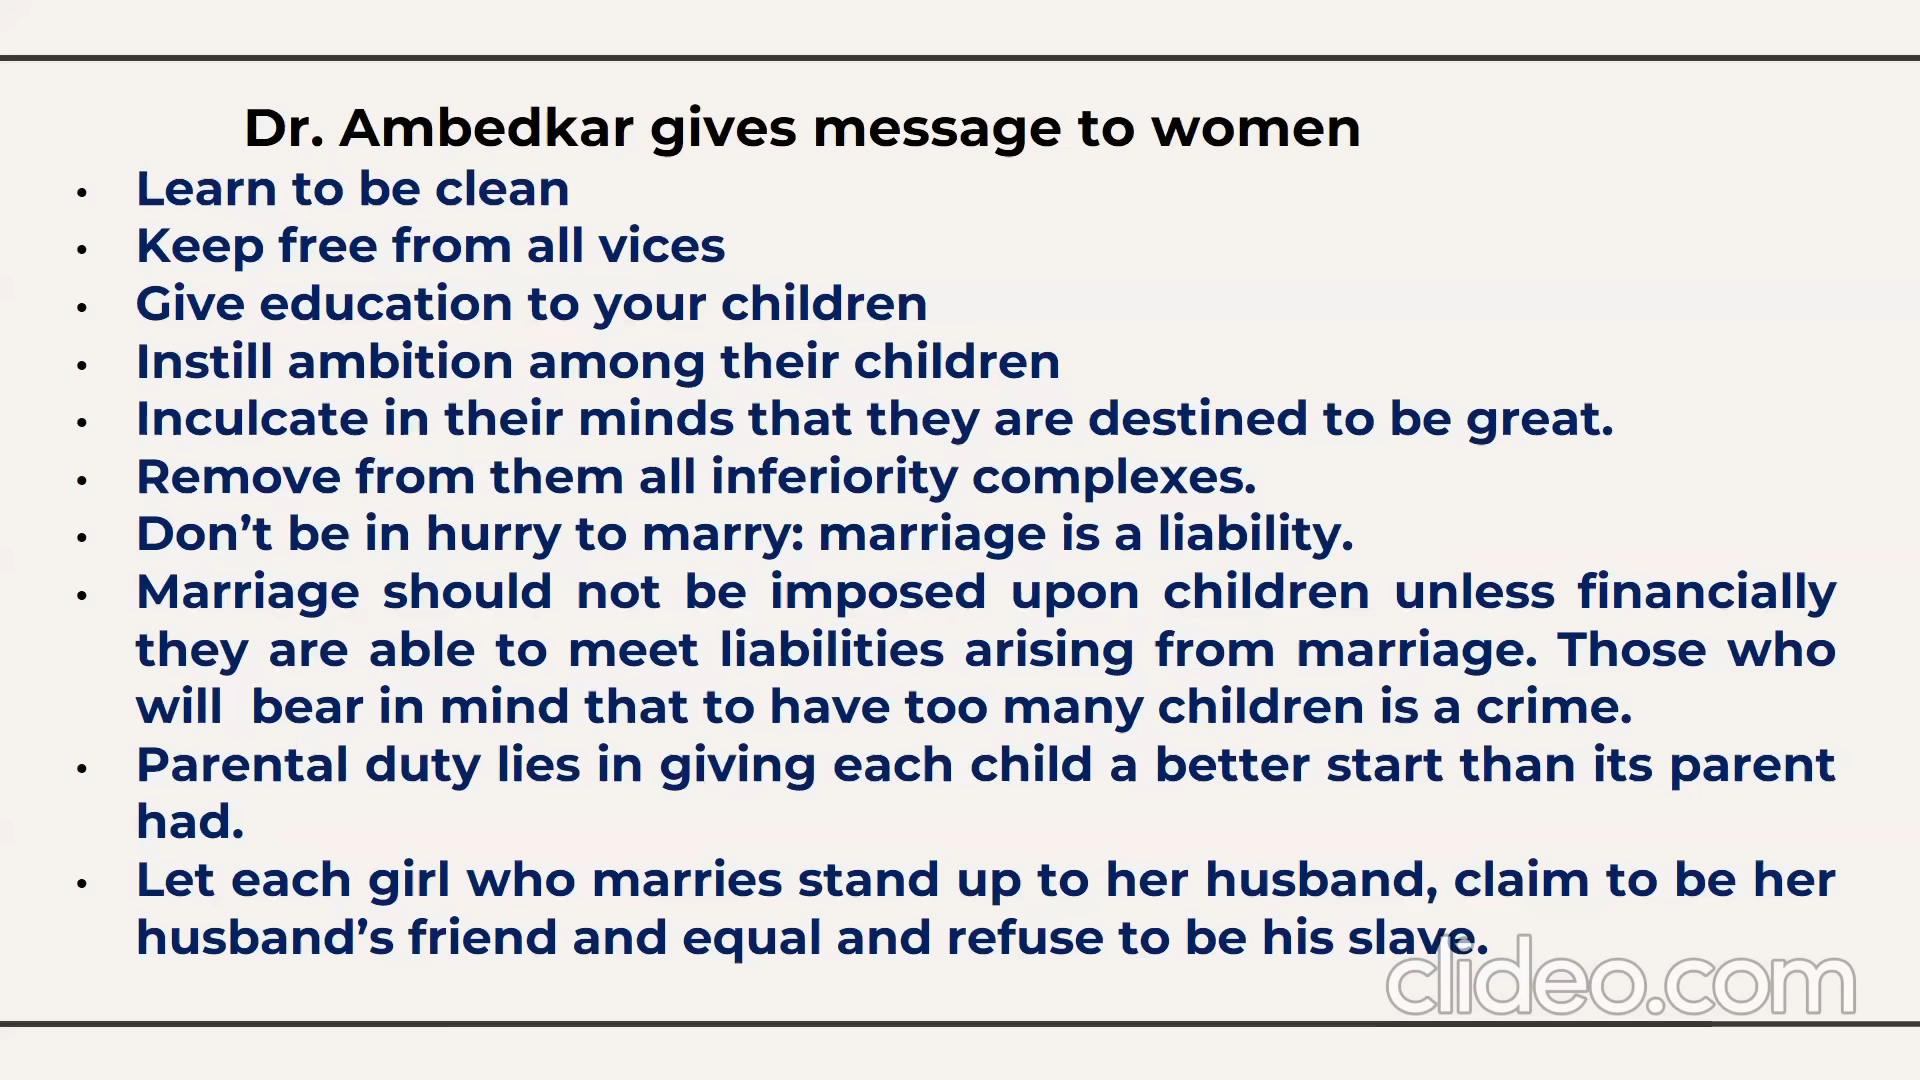 Dr. Ambedkar gives message to women
• Learn to be clean
• Keep free from all vices
• Give education to your children
• Instill ambition among their children
• Inculcate in their minds that they are destined to be great.
• Remove from them all inferiority complexes.
• Don’t be in hurry to marry: marriage is a liability.
• Marriage should not be imposed upon children unless financially
they are able to meet liabilities arising from marriage. Those who
will bear in mind that to have too many children is a crime.
• Parental duty lies in giving each child a better start than its parent
had.
• Let each girl who marries stand up to her husband, claim to be her
husband’s friend and equal and refuse to be his slave.
clideo.com